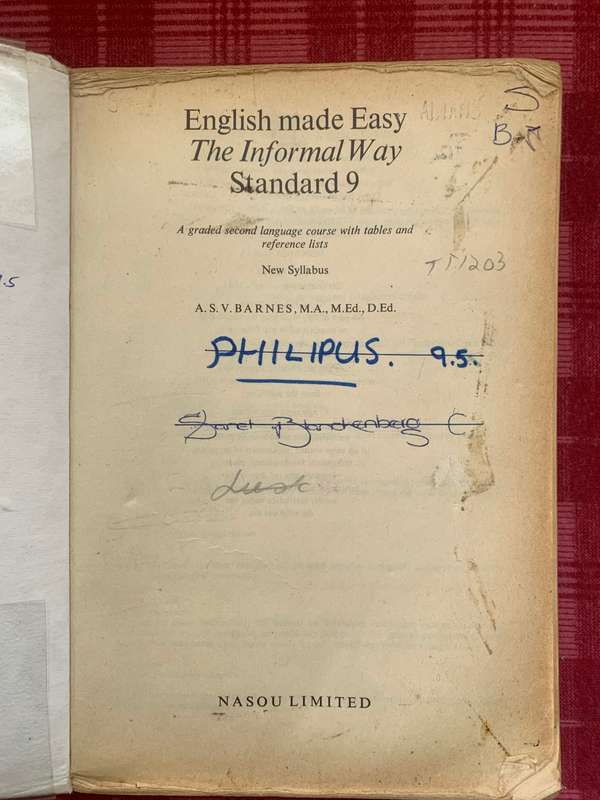 English made Easy
The Informal Way
Standard 9
A graded second language course with tables and
reference lists
New Syllabus
A. S. V. BARNES, M.A., M.Ed., D.Ed.
PHILIPUS. 9.5.
Blanckenberg C
NASOU LIMITED